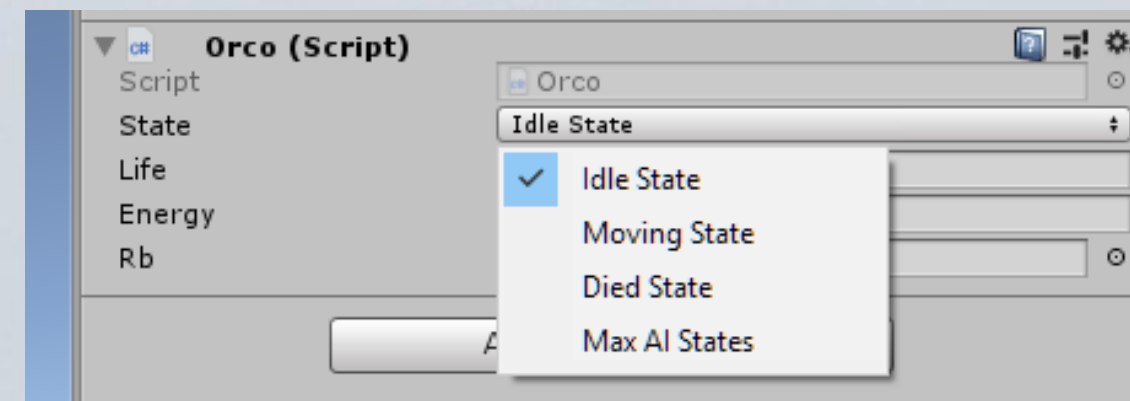 c# Orco (Script)
Script
c# Orco
State
Idle State
Life
Energy
Rb
Idle State
Moving State
Died State
Max AI States
A